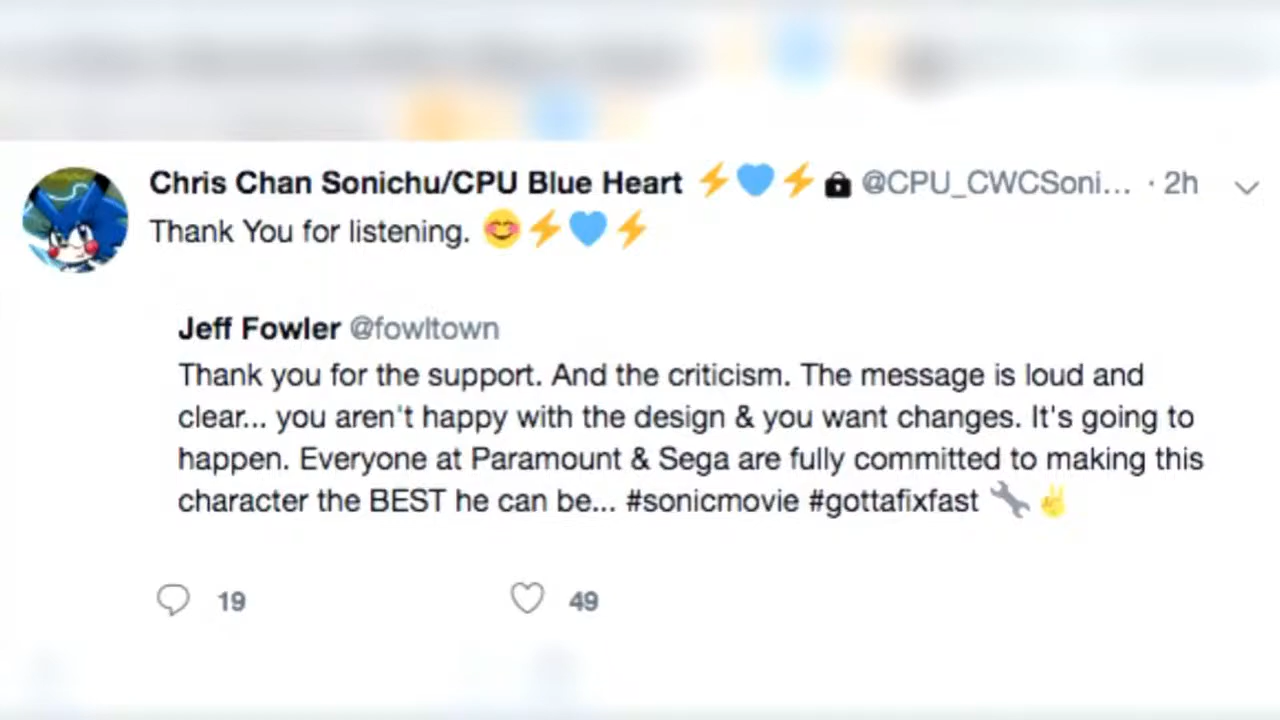 Chris Chan Sonichu/CPU Blue Heart ⚡💙⚡ @CPU_CWCSoni... · 2h
Thank You for listening. 😊⚡💙⚡
Jeff Fowler @fowltown
Thank you for the support. And the criticism. The message is loud and
clear... you aren't happy with the design & you want changes. It's going to
happen. Everyone at Paramount & Sega are fully committed to making this
character the BEST he can be... #sonicmovie #gottafixfast 🔧✌️
19
49